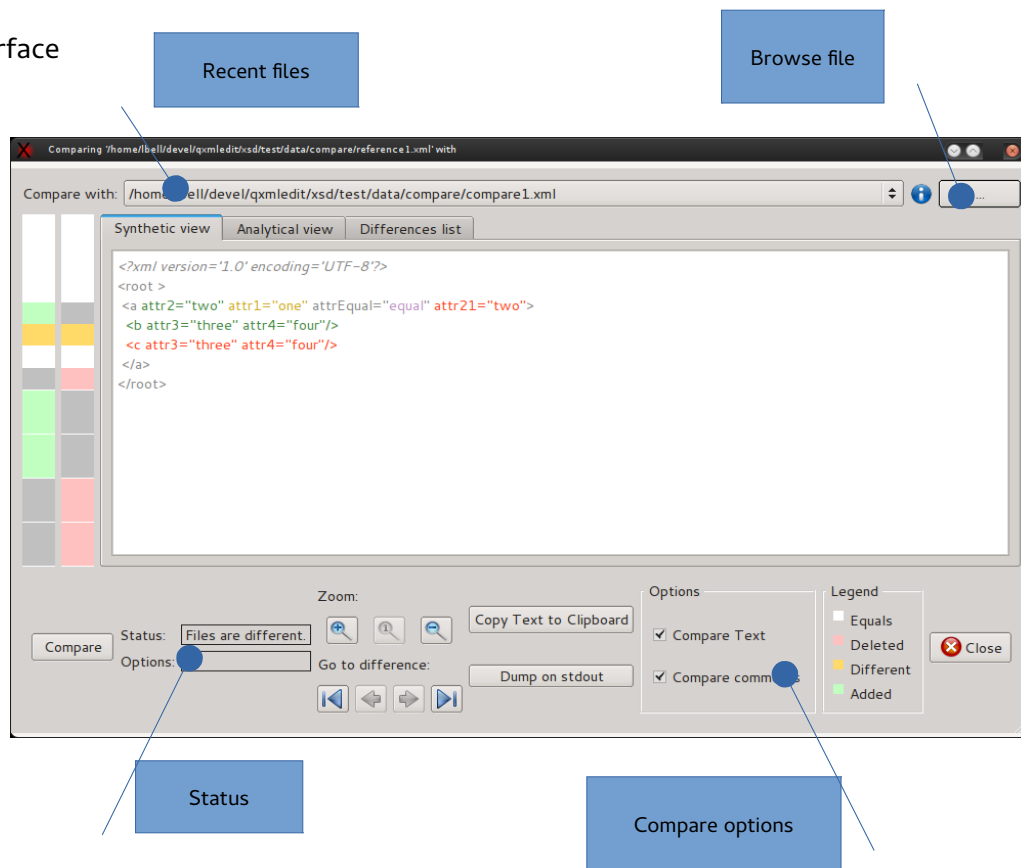 rface
Recent files
Browse file
Comparing '/home/lbell/devel/qxmledit/xsd/test/data/compare/reference1.xml' with
Compare with: /home ell/devel/qxmledit/xsd/test/data/compare/compare1.xml ...
Synthetic view Analytical view Differences list
<?xml version='1.0' encoding='UTF-8'?>
<root >
<a attr2="two" attr1="one" attrEqual="equal" attr21="two">
<b attr3="three" attr4="four"/>
<c attr3="three" attr4="four"/>
</a>
</root>
Zoom:
1
Copy Text to Clipboard
Options
Legend
Equals
Compare
Status: Files are different.
Compare Text
Deleted
Close
Options:
Go to difference:
Dump on stdout
Compare comm s
Different
Added
Status
Compare options